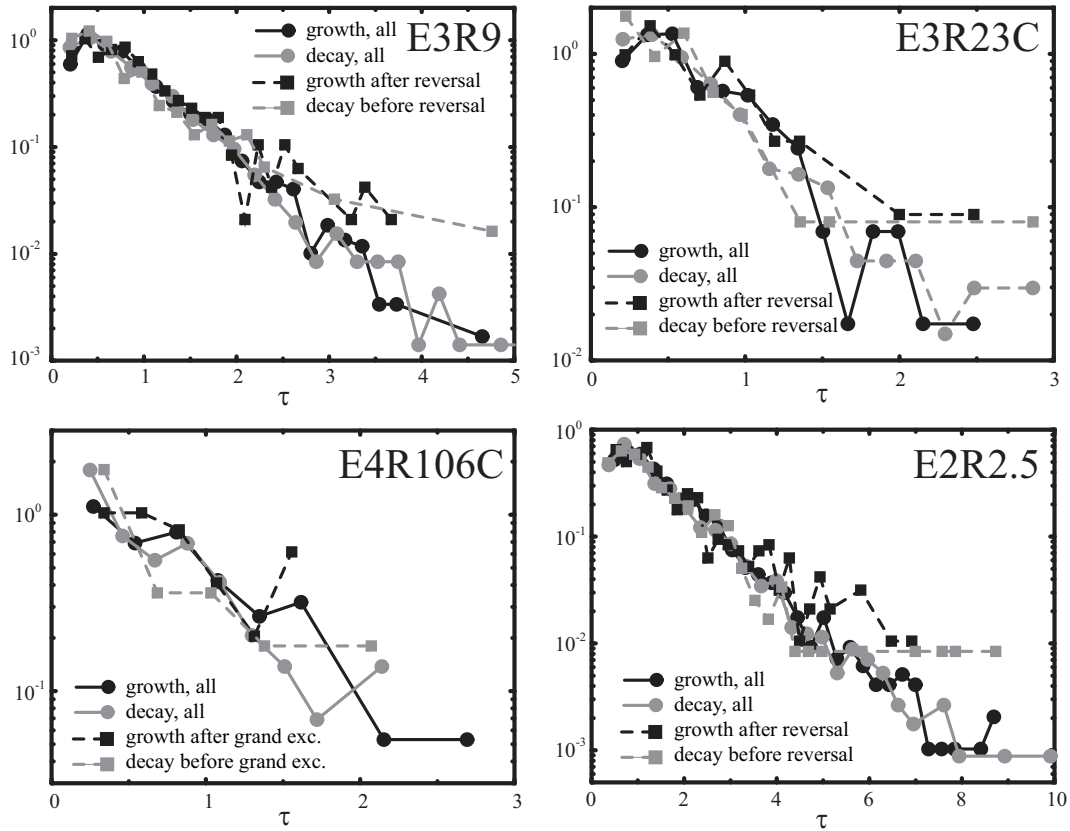 E3R9
growth, all
decay, all
growth after reversal
decay before reversal
10^0
10^-1
10^-2
10^-3
0 1 2 3 4 5
τ
E3R23C
growth, all
decay, all
growth after reversal
decay before reversal
10^0
10^-1
10^-2
0 1 2 3
τ
E4R106C
growth, all
decay, all
growth after grand exc.
decay before grand exc.
10^0
10^-1
0 1 2 3
τ
E2R2.5
growth, all
decay, all
growth after reversal
decay before reversal
10^0
10^-1
10^-2
10^-3
0 2 4 6 8 10
τ